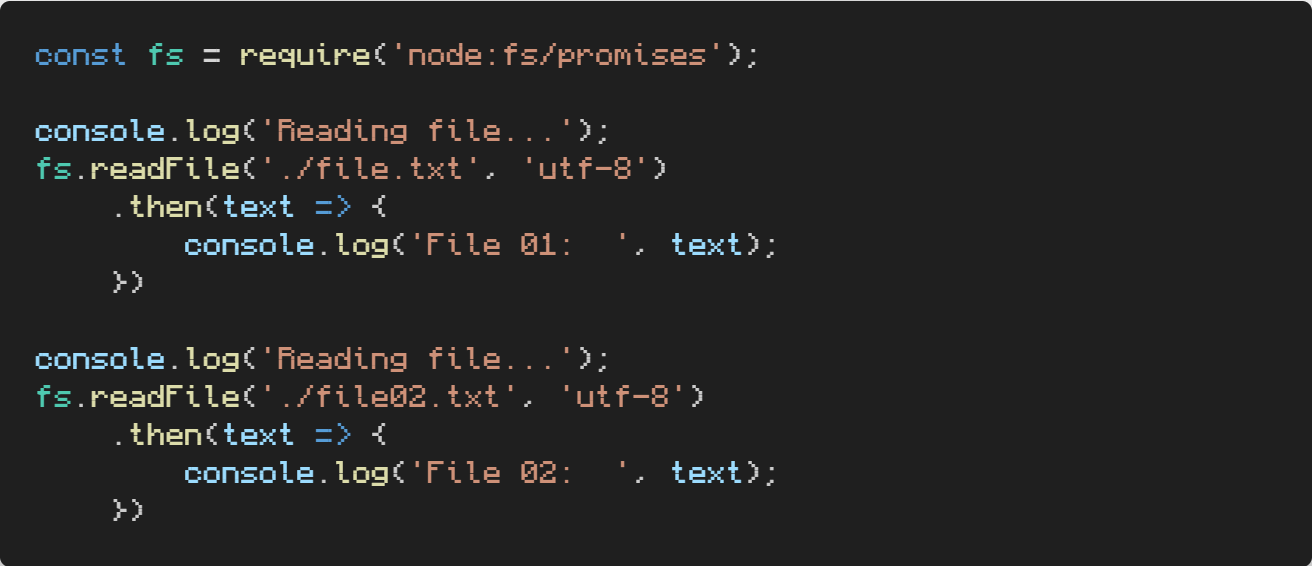 const fs = require('node:fs/promises');
console.log('Reading file...');
fs.readFile('./file.txt', 'utf-8')
    .then(text => {
        console.log('File 01:  ', text);
    })
console.log('Reading file...');
fs.readFile('./file02.txt', 'utf-8')
    .then(text => {
        console.log('File 02:  ', text);
    })